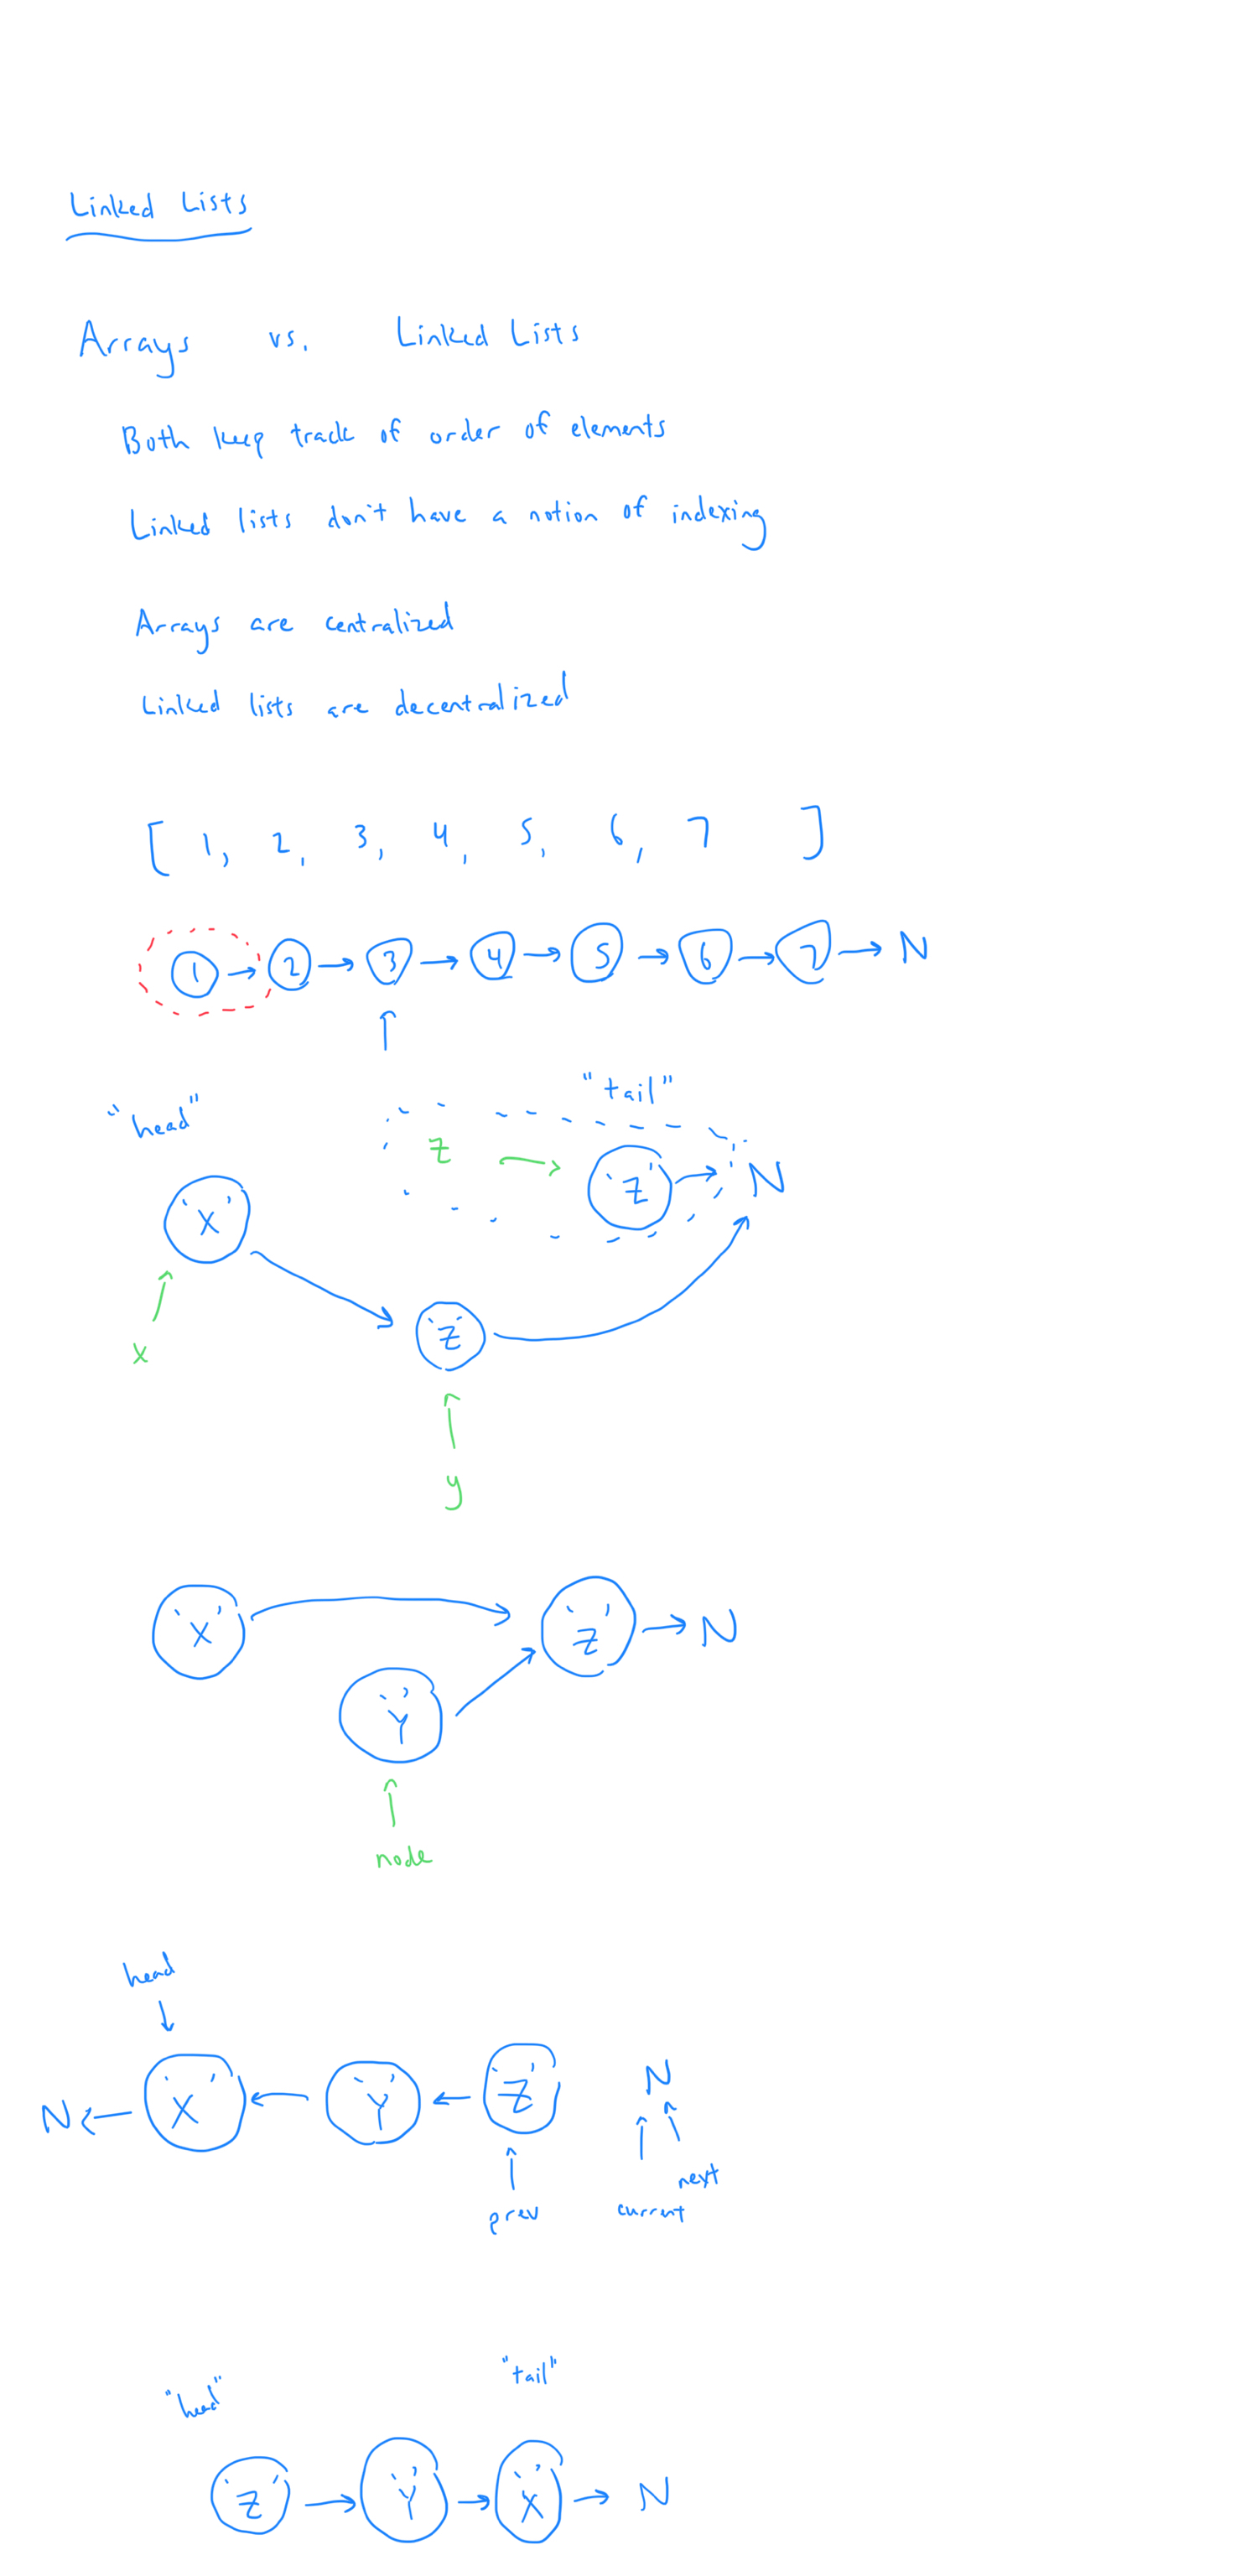 Linked Lists
Arrays vs. Linked Lists
Both keep track of order of elements
Linked lists don't have a notion of indexing
Arrays are centralized
Linked lists are decentralized
[ 1, 2, 3, 4, 5, 6, 7 ]
1 → 2 → 3 → 4 → 5 → 6 → 7 → N
"tail"
"head"
z → 'Z' → N
'X'
'Z'
x
y
'X' 'Z' → N
'Y'
node
head
N ← 'X' ← 'Y' ← 'Z' N
next
prev current
"tail"
"head"
'Z' → 'Y' → 'X' → N